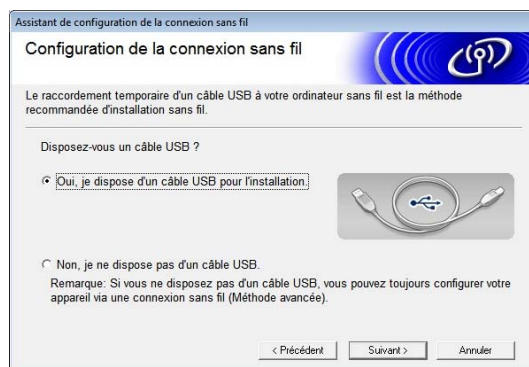 Assistant de configuration de la connexion sans fil
Configuration de la connexion sans fil
Le raccordement temporaire d'un câble USB à votre ordinateur sans fil est la méthode
recommandée d'installation sans fil.
Disposez-vous un câble USB ?
Oui, je dispose d'un câble USB pour l'installation.
Non, je ne dispose pas d'un câble USB.
Remarque: Si vous ne disposez pas d'un câble USB, vous pouvez toujours configurer votre
appareil via une connexion sans fil (Méthode avancée).
< Précédent
Suivant >
Annuler